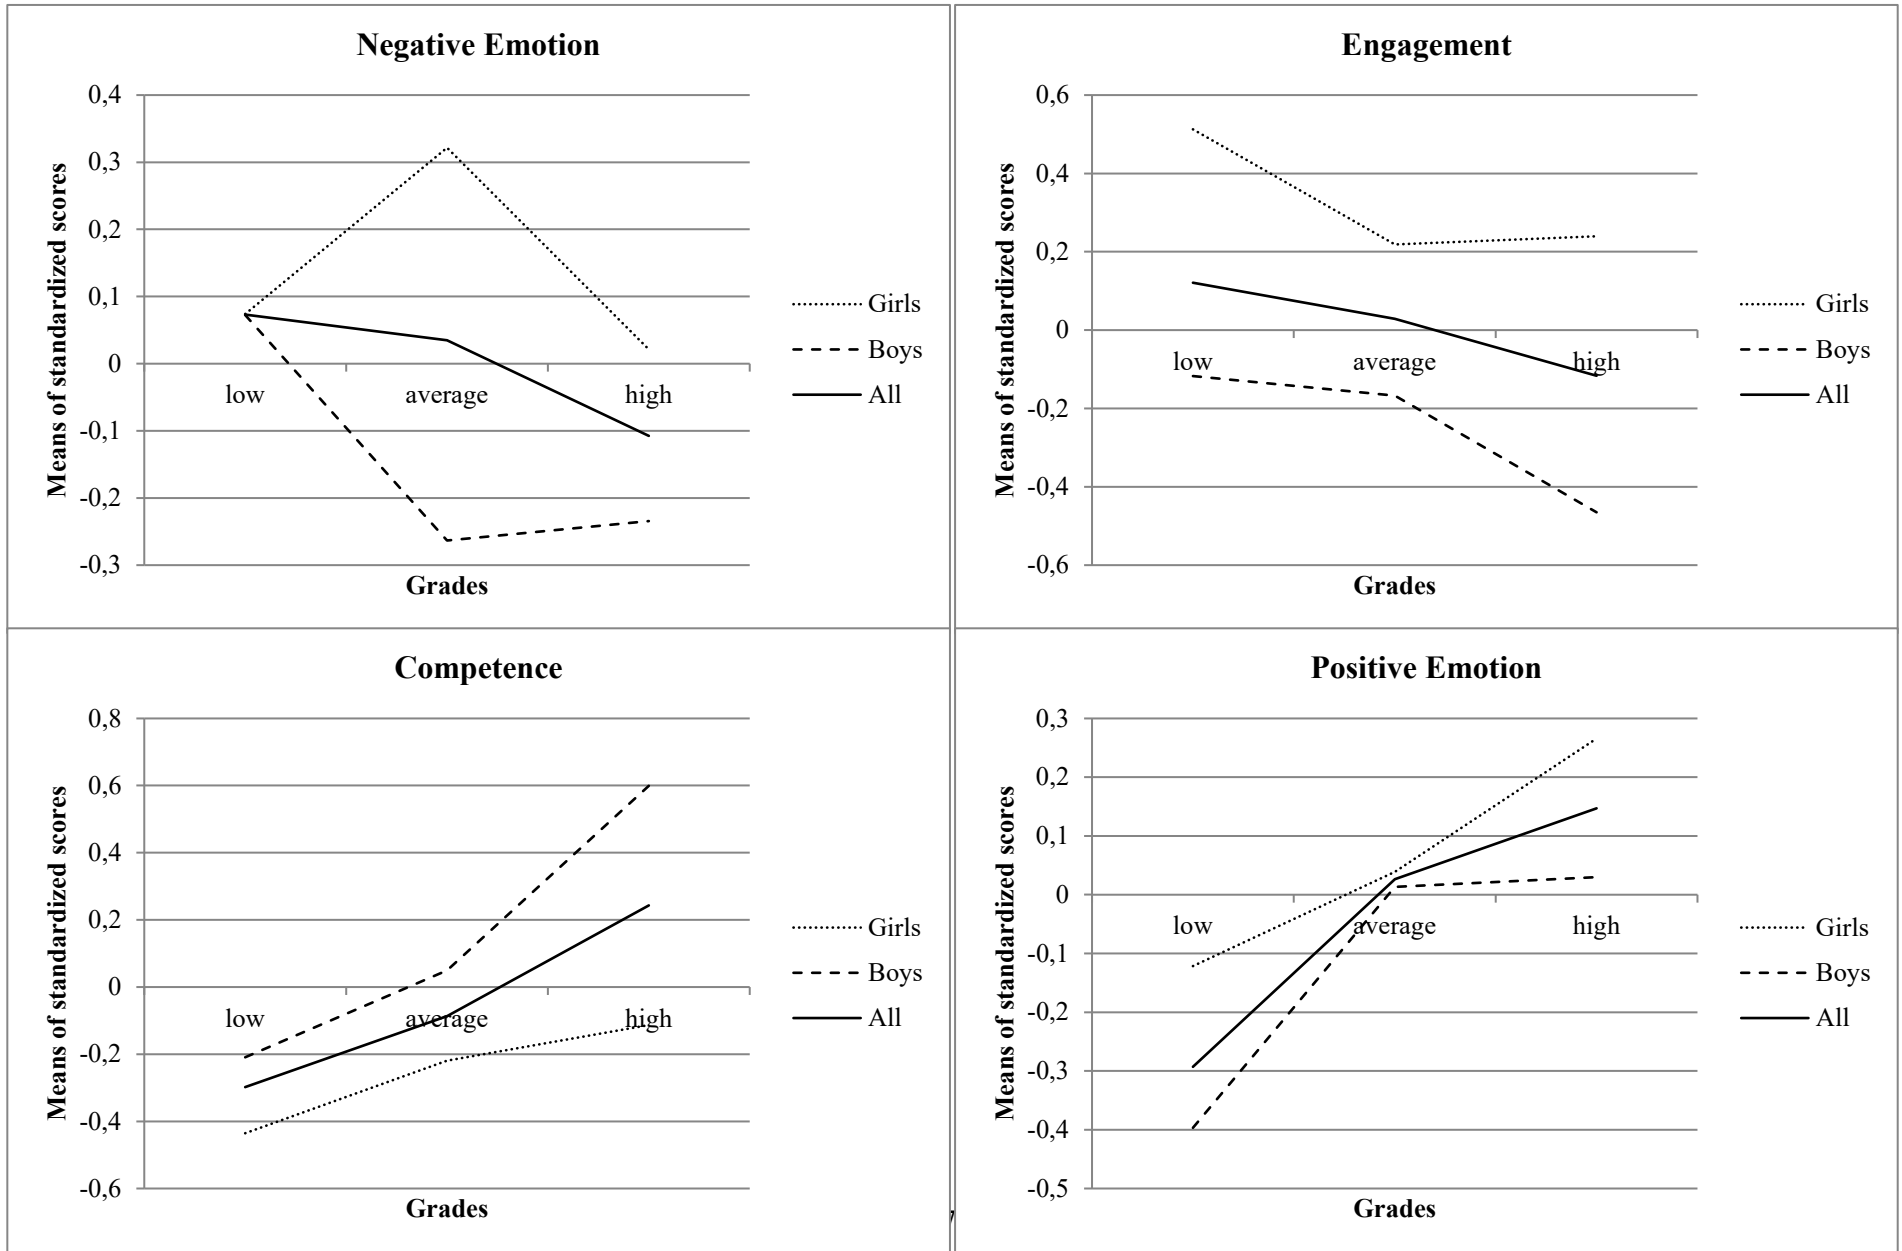 Negative Emotion
0,4
0,3
0,2
0,1
0
-0,1
-0,2
-0,3
Means of standardized scores
low average high
Grades
Girls
Boys
All
Engagement
0,6
0,4
0,2
0
-0,2
-0,4
-0,6
Means of standardized scores
low average high
Grades
Girls
Boys
All
Competence
0,8
0,6
0,4
0,2
0
-0,2
-0,4
-0,6
Means of standardized scores
low average high
Grades
Girls
Boys
All
Positive Emotion
0,3
0,2
0,1
0
-0,1
-0,2
-0,3
-0,4
-0,5
Means of standardized scores
low average high
Grades
Girls
Boys
All